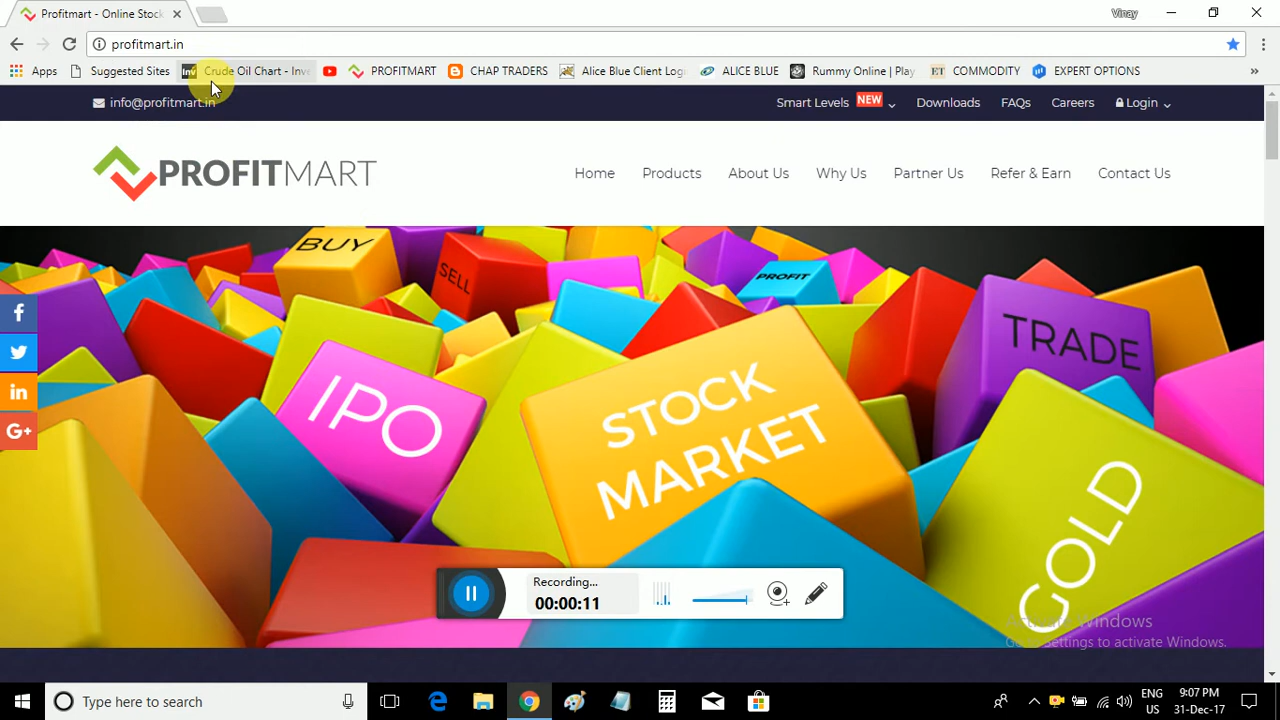 Profitmart - Online Stock
Vinay
profitmart.in
Apps
Suggested Sites
Inv
Crude Oil Chart - Inve
PROFITMART
CHAP TRADERS
Alice Blue Client Log
ALICE BLUE
Rummy Online | Play
ET
COMMODITY
EXPERT OPTIONS
info@profitmart.in
Smart Levels
NEW
Downloads
FAQs
Careers
Login
PROFITMART
Home
Products
About Us
Why Us
Partner Us
Refer & Earn
Contact Us
BUY
SELL
PROFIT
TRADE
IPO
STOCK
MARKET
GOLD
Recording...
00:00:11
Activate Windows
Go to Settings to activate Windows.
Type here to search
ENG
US
9:07 PM
31-Dec-17